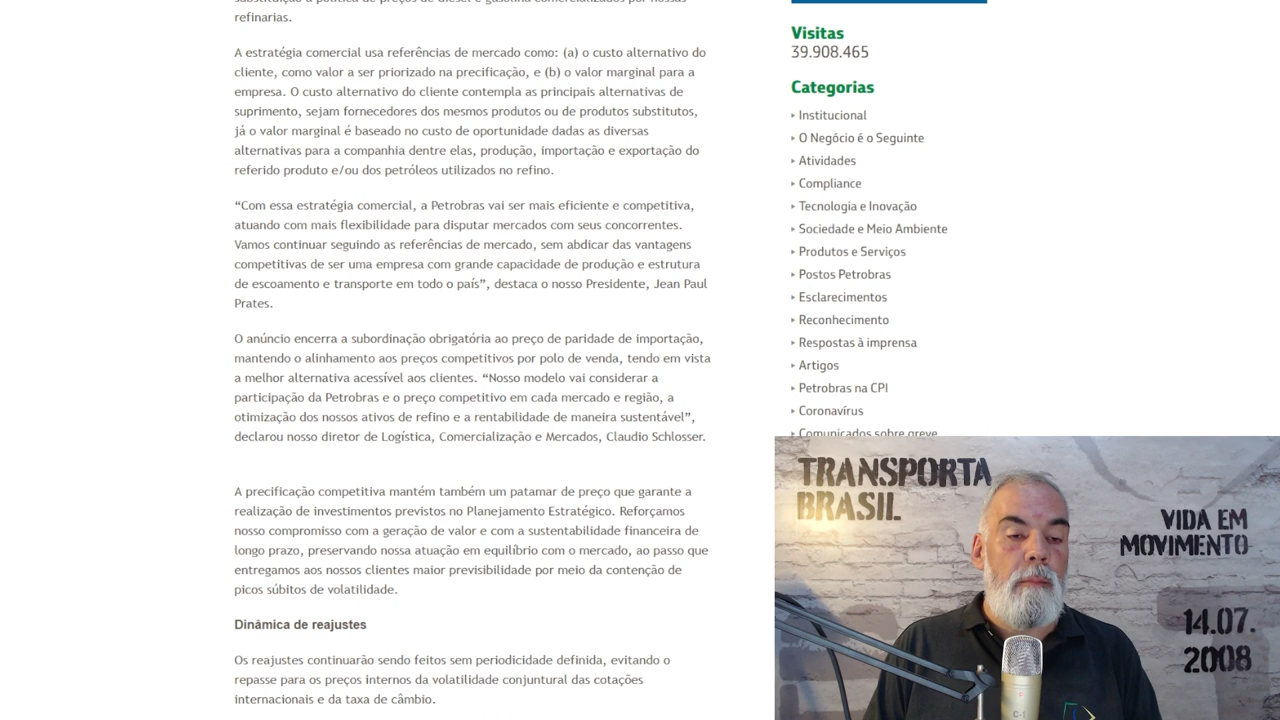 substituição à política de preços de diesel e gasolina comercializados por nossas
refinarias.
A estratégia comercial usa referências de mercado como: (a) o custo alternativo do
cliente, como valor a ser priorizado na precificação, e (b) o valor marginal para a
empresa. O custo alternativo do cliente contempla as principais alternativas de
suprimento, sejam fornecedores dos mesmos produtos ou de produtos substitutos,
já o valor marginal é baseado no custo de oportunidade dadas as diversas
alternativas para a companhia dentre elas, produção, importação e exportação do
referido produto e/ou dos petróleos utilizados no refino.
“Com essa estratégia comercial, a Petrobras vai ser mais eficiente e competitiva,
atuando com mais flexibilidade para disputar mercados com seus concorrentes.
Vamos continuar seguindo as referências de mercado, sem abdicar das vantagens
competitivas de ser uma empresa com grande capacidade de produção e estrutura
de escoamento e transporte em todo o país”, destaca o nosso Presidente, Jean Paul
Prates.
O anúncio encerra a subordinação obrigatória ao preço de paridade de importação,
mantendo o alinhamento aos preços competitivos por polo de venda, tendo em vista
a melhor alternativa acessível aos clientes. “Nosso modelo vai considerar a
participação da Petrobras e o preço competitivo em cada mercado e região, a
otimização dos nossos ativos de refino e a rentabilidade de maneira sustentável”,
declarou nosso diretor de Logística, Comercialização e Mercados, Claudio Schlosser.
A precificação competitiva mantém também um patamar de preço que garante a
realização de investimentos previstos no Planejamento Estratégico. Reforçamos
nosso compromisso com a geração de valor e com a sustentabilidade financeira de
longo prazo, preservando nossa atuação em equilíbrio com o mercado, ao passo que
entregamos aos nossos clientes maior previsibilidade por meio da contenção de
picos súbitos de volatilidade.
Dinâmica de reajustes
Os reajustes continuarão sendo feitos sem periodicidade definida, evitando o
repasse para os preços internos da volatilidade conjuntural das cotações
internacionais e da taxa de câmbio.
Visitas
39.908.465
Categorias
Institucional
O Negócio é o Seguinte
Atividades
Compliance
Tecnologia e Inovação
Sociedade e Meio Ambiente
Produtos e Serviços
Postos Petrobras
Esclarecimentos
Reconhecimento
Respostas à imprensa
Artigos
Petrobras na CPI
Coronavírus
Comunicados sobre greve
TRANSPORTA
BRASIL
VIDA EM
MOVIMENTO
14.07.
2008
C-1